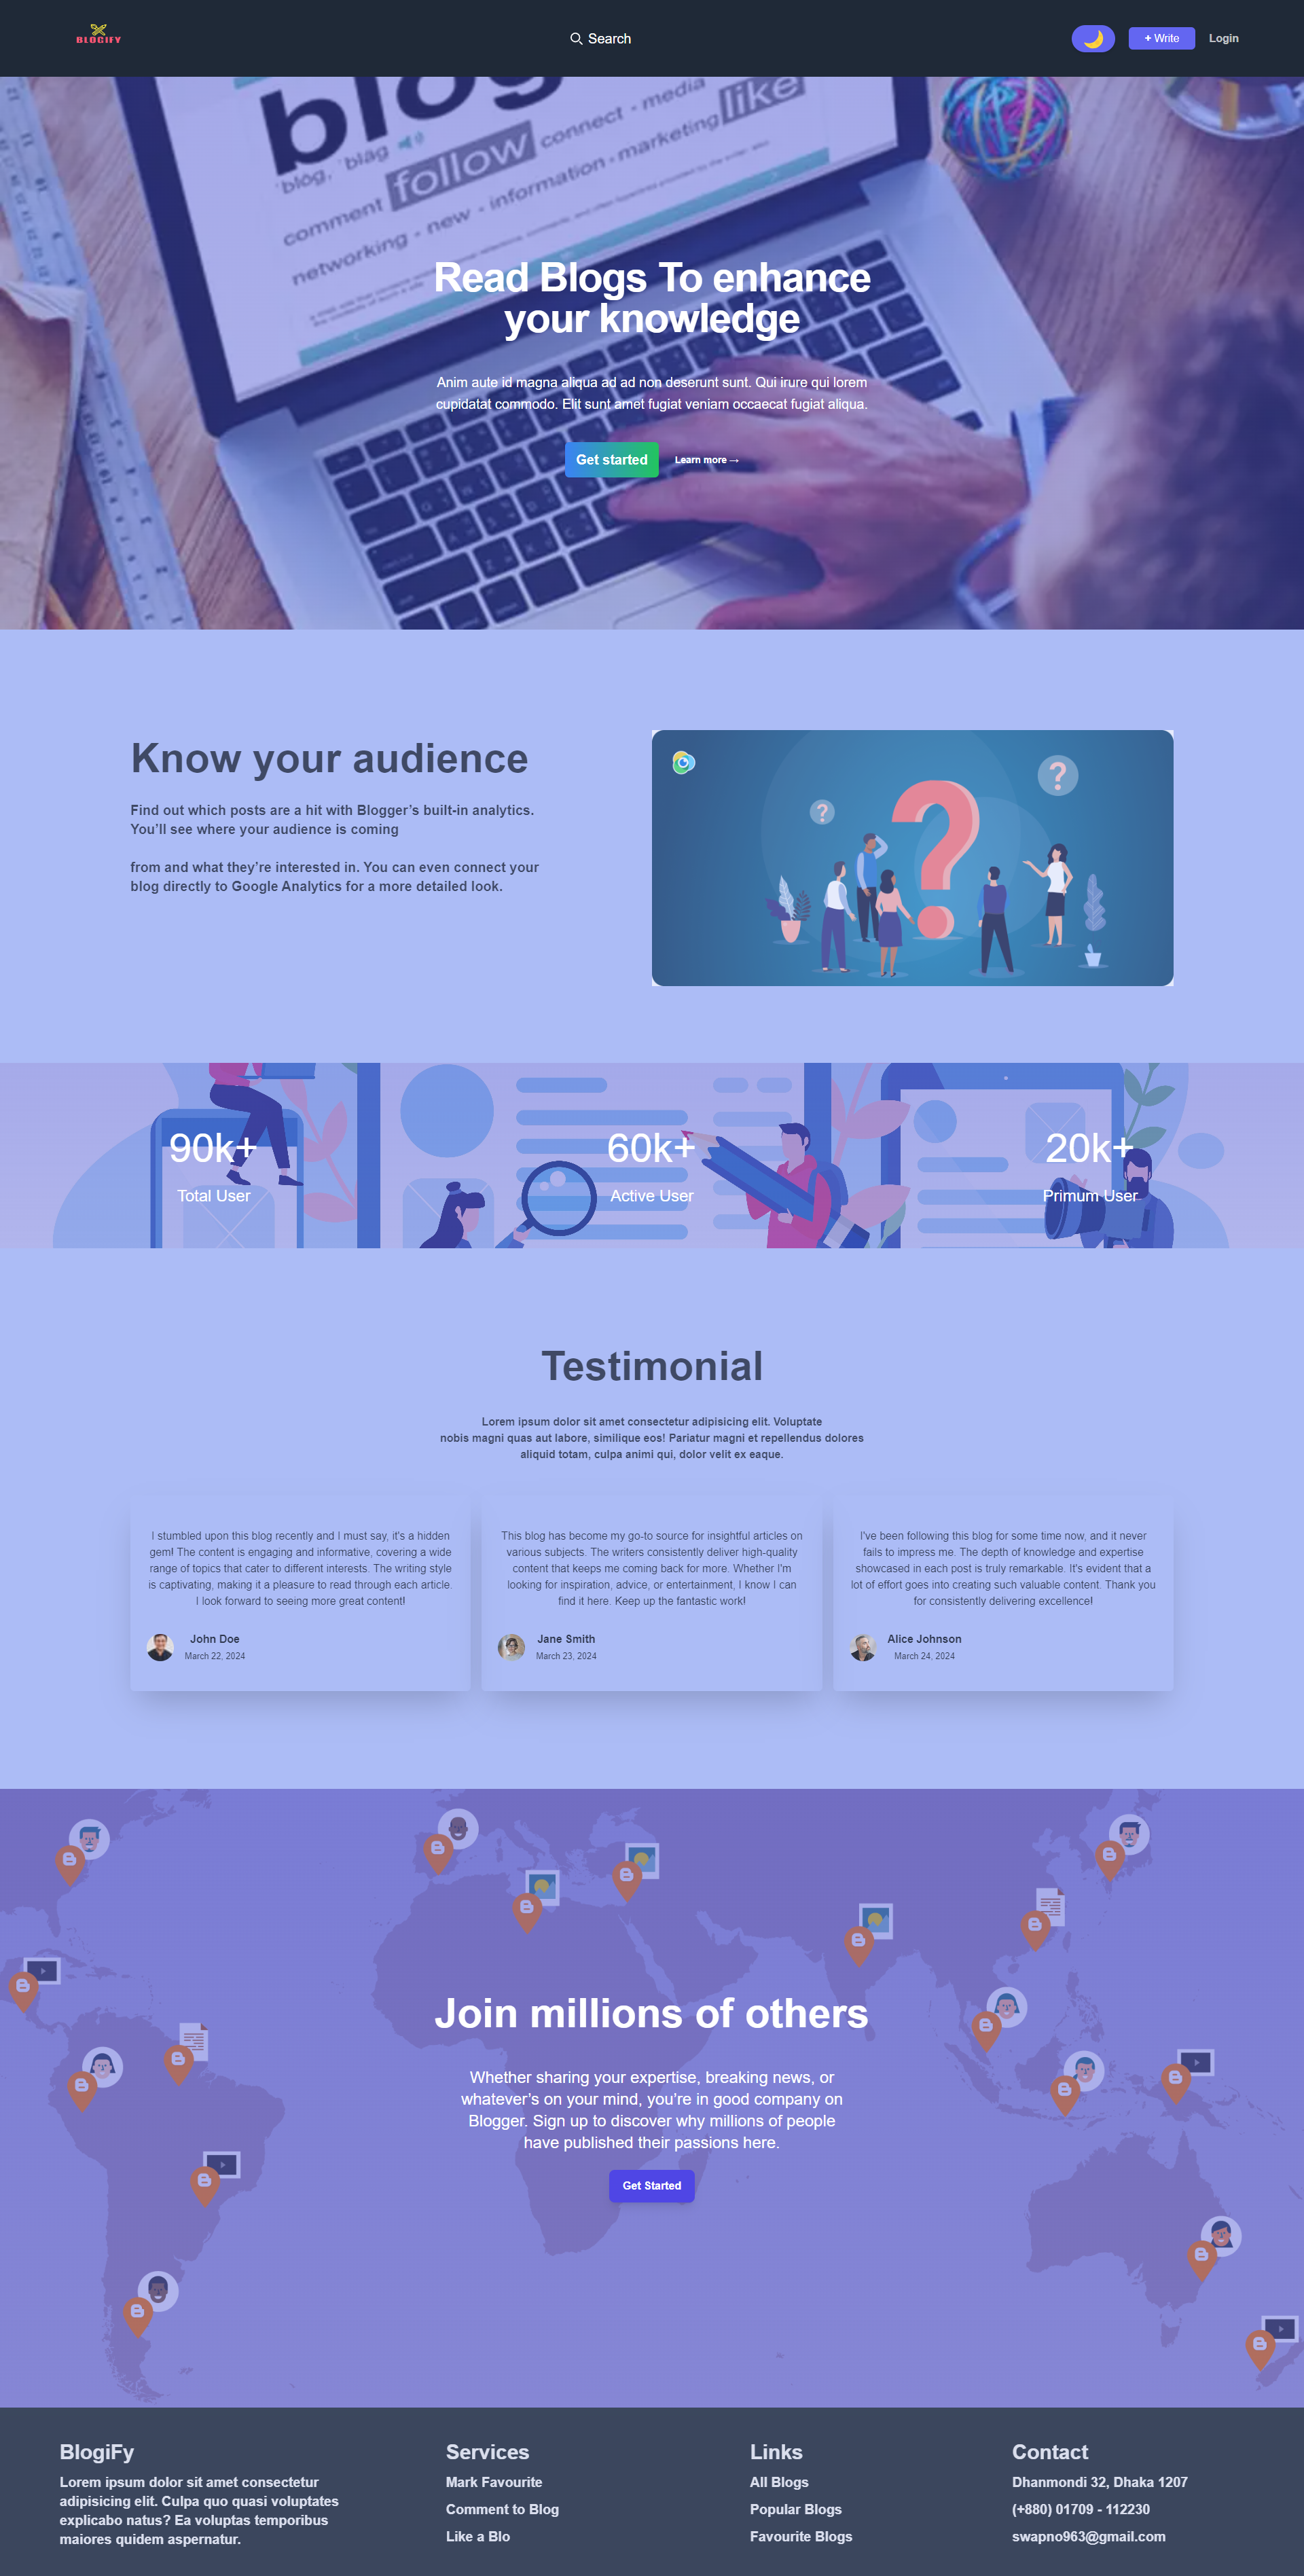 BLOGIFY
Search
🌙
+ Write
Login
blog
blog, blag
comment follow connect - media
networking - new - information - marketing like
Read Blogs To enhance
your knowledge
Anim aute id magna aliqua ad ad non deserunt sunt. Qui irure qui lorem
cupidatat commodo. Elit sunt amet fugiat veniam occaecat fugiat aliqua.
Get started
Learn more →
Know your audience
Find out which posts are a hit with Blogger’s built-in analytics.
You’ll see where your audience is coming
from and what they’re interested in. You can even connect your
blog directly to Google Analytics for a more detailed look.
? ? ?
90k+
Total User
60k+
Active User
20k+
Primum User
Testimonial
Lorem ipsum dolor sit amet consectetur adipisicing elit. Voluptate
nobis magni quas aut labore, similique eos! Pariatur magni et repellendus dolores
aliquid totam, culpa animi qui, dolor velit ex eaque.
I stumbled upon this blog recently and I must say, it's a hidden
gem! The content is engaging and informative, covering a wide
range of topics that cater to different interests. The writing style
is captivating, making it a pleasure to read through each article.
I look forward to seeing more great content!
John Doe
March 22, 2024
This blog has become my go-to source for insightful articles on
various subjects. The writers consistently deliver high-quality
content that keeps me coming back for more. Whether I'm
looking for inspiration, advice, or entertainment, I know I can
find it here. Keep up the fantastic work!
Jane Smith
March 23, 2024
I've been following this blog for some time now, and it never
fails to impress me. The depth of knowledge and expertise
showcased in each post is truly remarkable. It's evident that a
lot of effort goes into creating such valuable content. Thank you
for consistently delivering excellence!
Alice Johnson
March 24, 2024
Join millions of others
Whether sharing your expertise, breaking news, or
whatever’s on your mind, you’re in good company on
Blogger. Sign up to discover why millions of people
have published their passions here.
Get Started
BlogiFy
Lorem ipsum dolor sit amet consectetur
adipisicing elit. Culpa quo quasi voluptates
explicabo natus? Ea voluptas temporibus
maiores quidem aspernatur.
Services
Mark Favourite
Comment to Blog
Like a Blo
Links
All Blogs
Popular Blogs
Favourite Blogs
Contact
Dhanmondi 32, Dhaka 1207
(+880) 01709 - 112230
swapno963@gmail.com